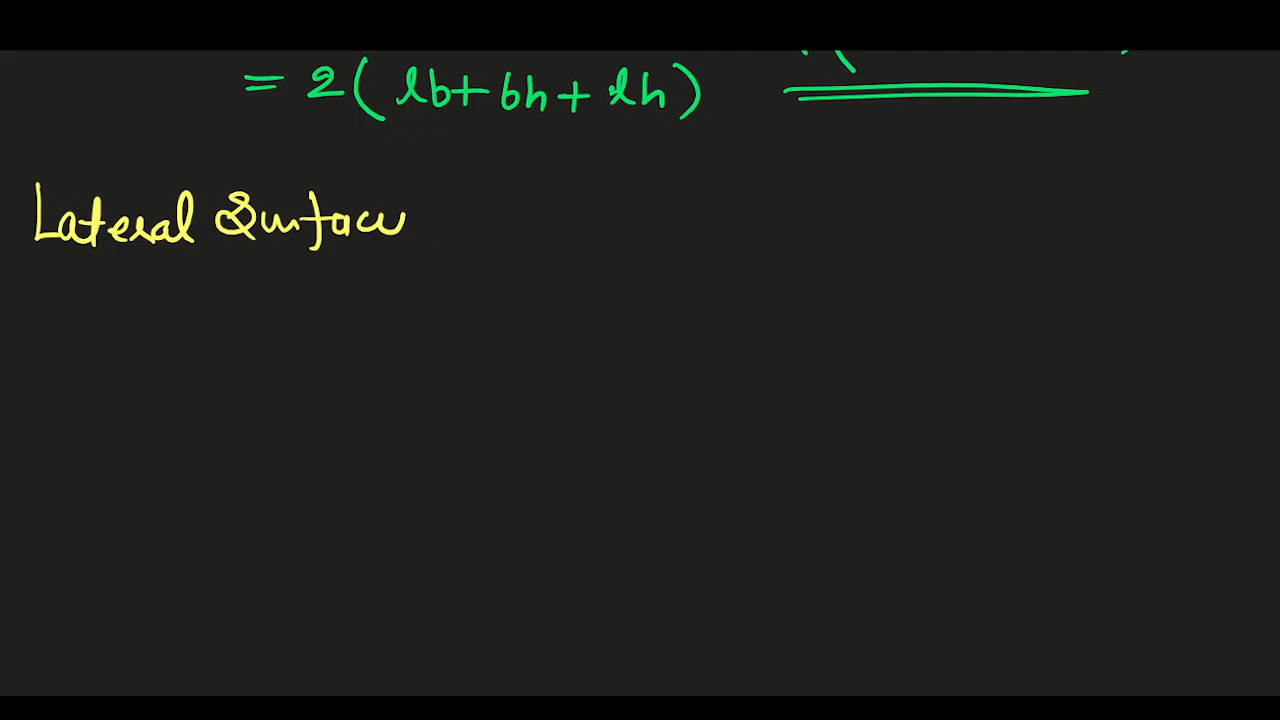 = 2(lb+bh+lh)
Lateral Surface